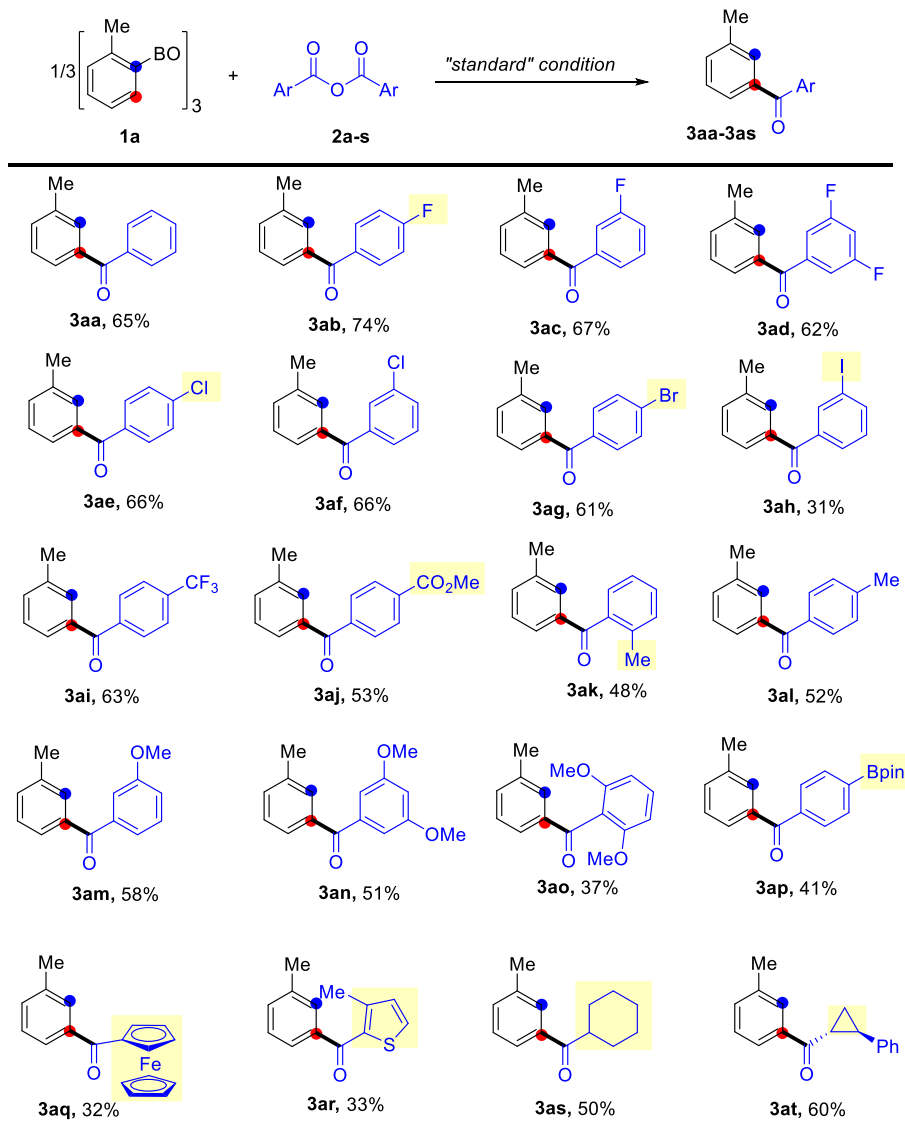 Me
1/3
BO
3
+
O O
Ar O Ar
"standard" condition
Me
Ar
O
1a
2a-s
3aa-3as
Me
O
3aa, 65%
Me
F
O
3ab, 74%
Me
F
O
3ac, 67%
Me
F
F
O
3ad, 62%
Me
Cl
O
3ae, 66%
Me
Cl
O
3af, 66%
Me
Br
O
3ag, 61%
Me
I
O
3ah, 31%
Me
CF3
O
3ai, 63%
Me
CO2Me
O
3aj, 53%
Me
O
Me
3ak, 48%
Me
Me
O
3al, 52%
Me
OMe
O
3am, 58%
Me
OMe
OMe
O
3an, 51%
Me
MeO
O
MeO
3ao, 37%
Me
Bpin
O
3ap, 41%
Me
O
Fe
3aq, 32%
Me
Me
S
O
3ar, 33%
Me
O
3as, 50%
Me
O
Ph
3at, 60%